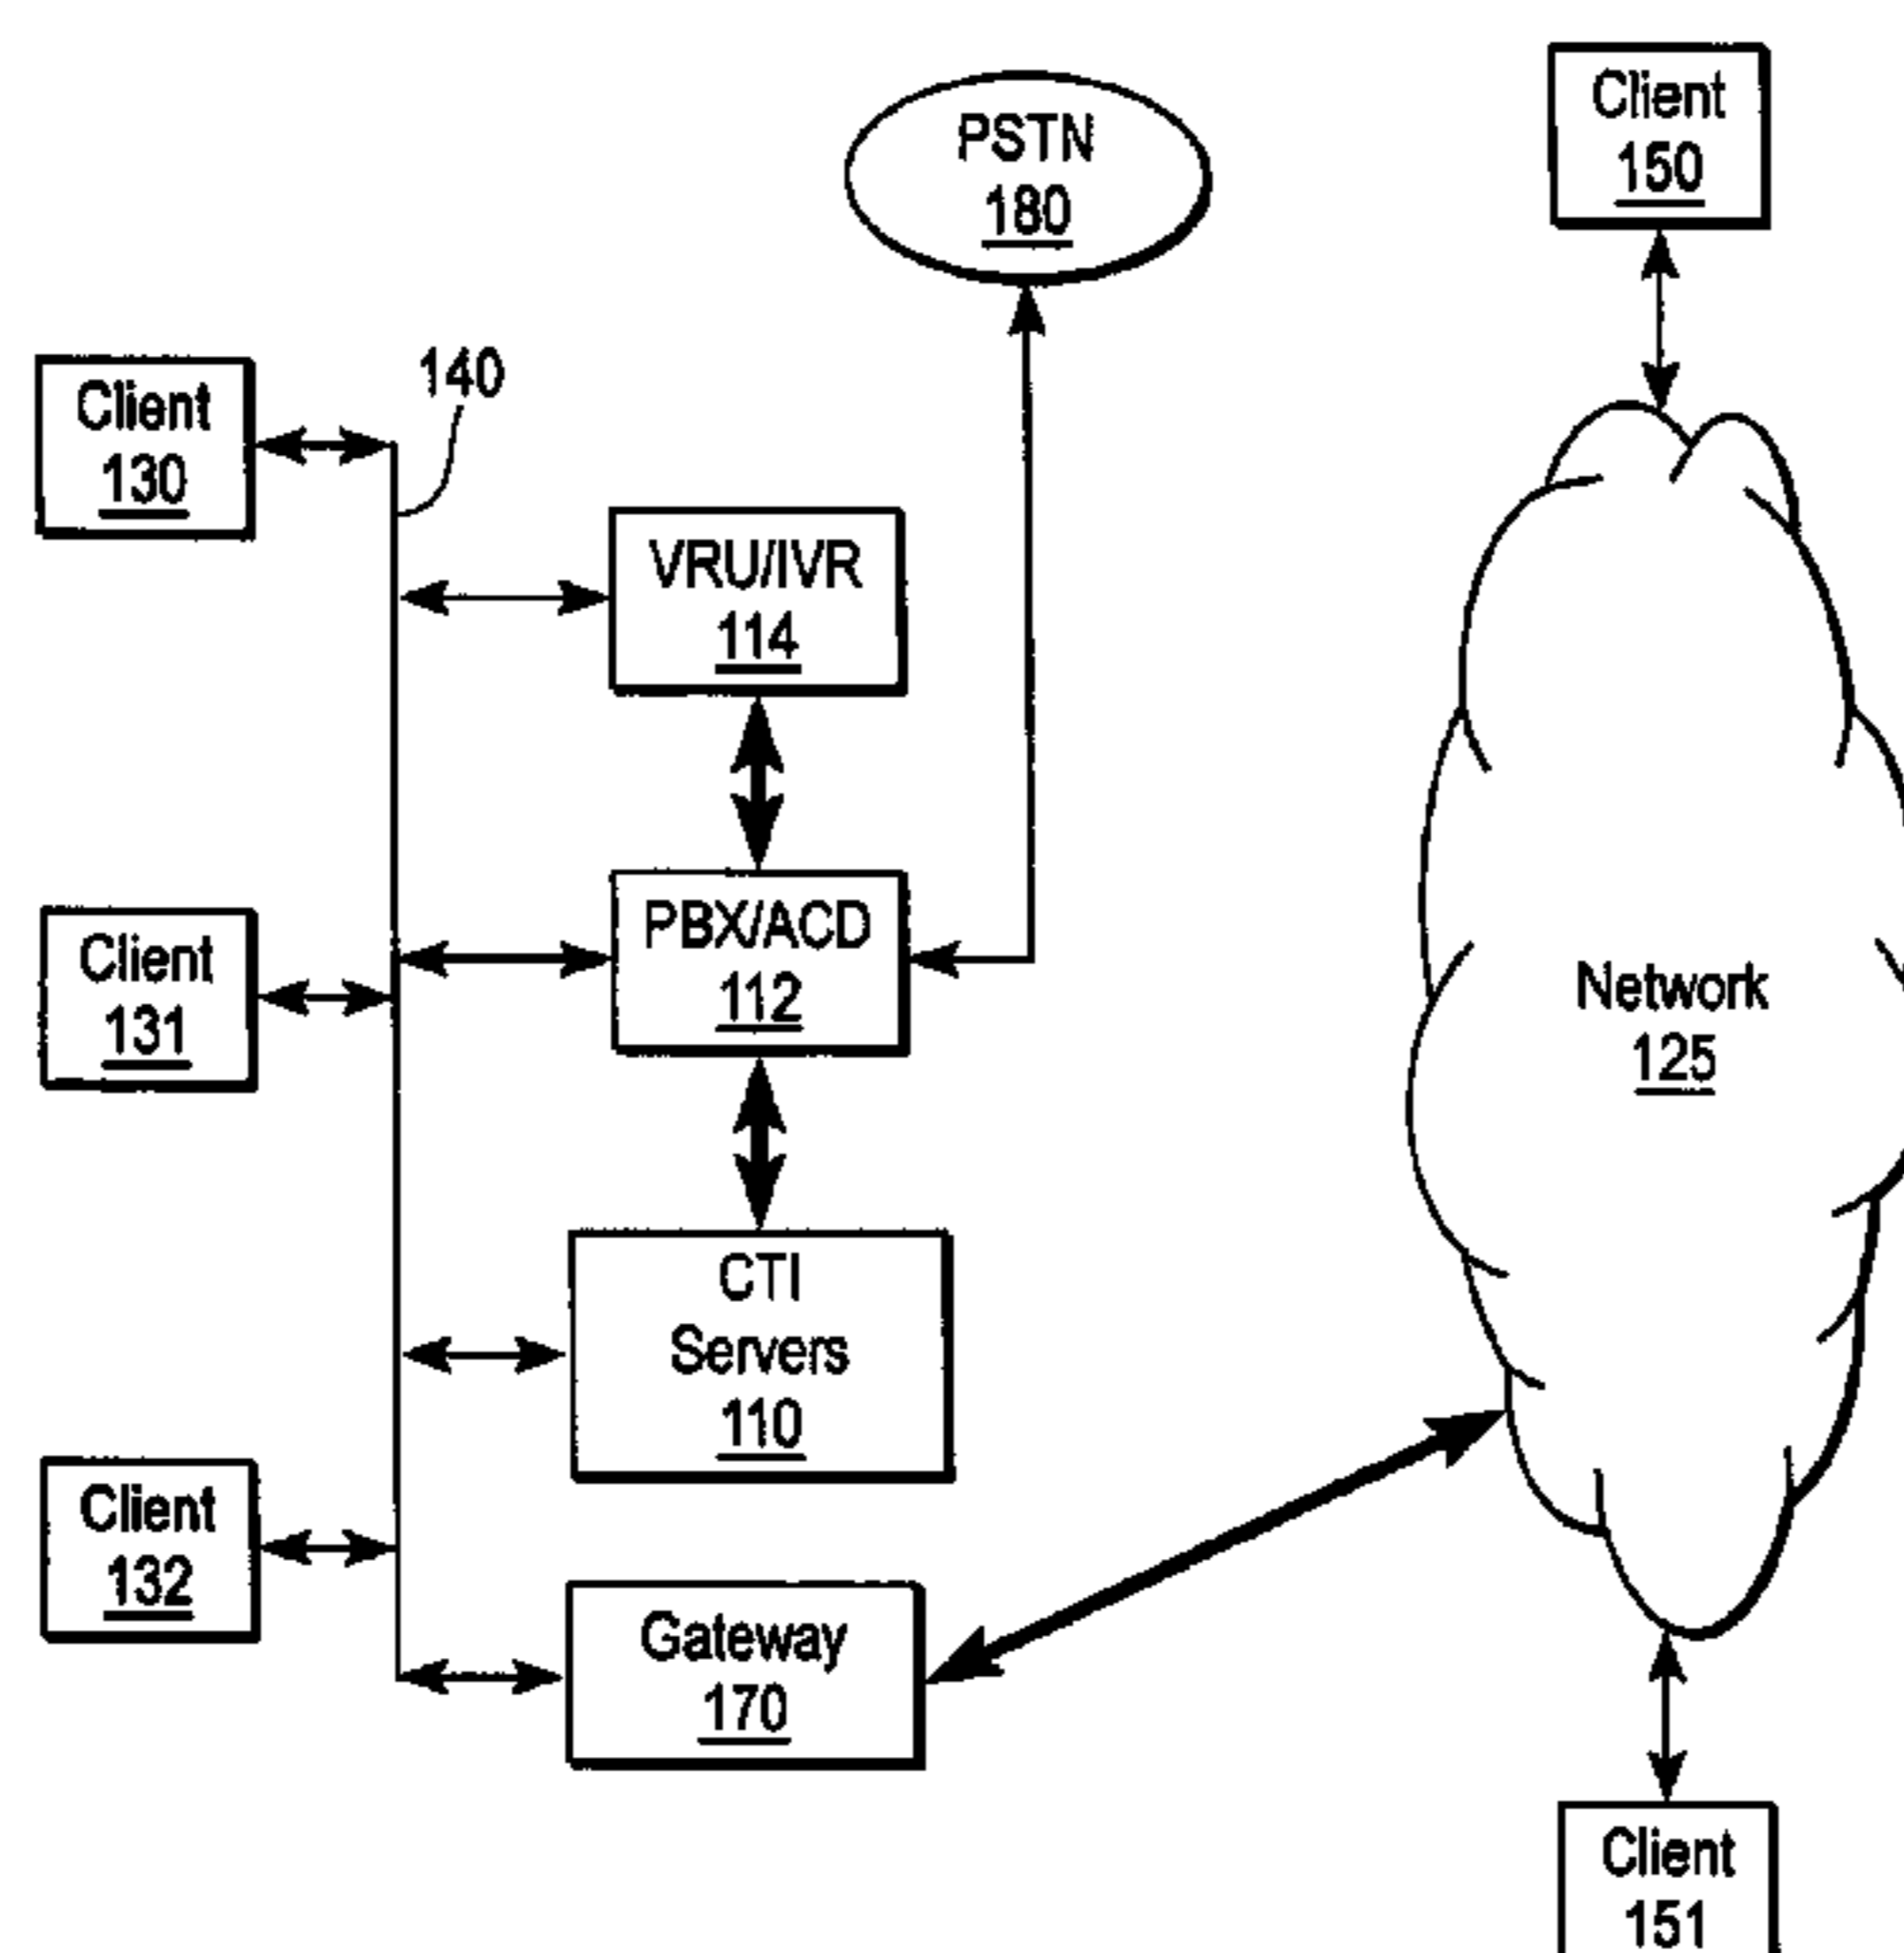 Client
150
PSTN
180
140
Client
130
VRU/IVR
114
PBX/ACD
112
Client
131
Network
125
CTI
Servers
110
Client
132
Gateway
170
Client
151